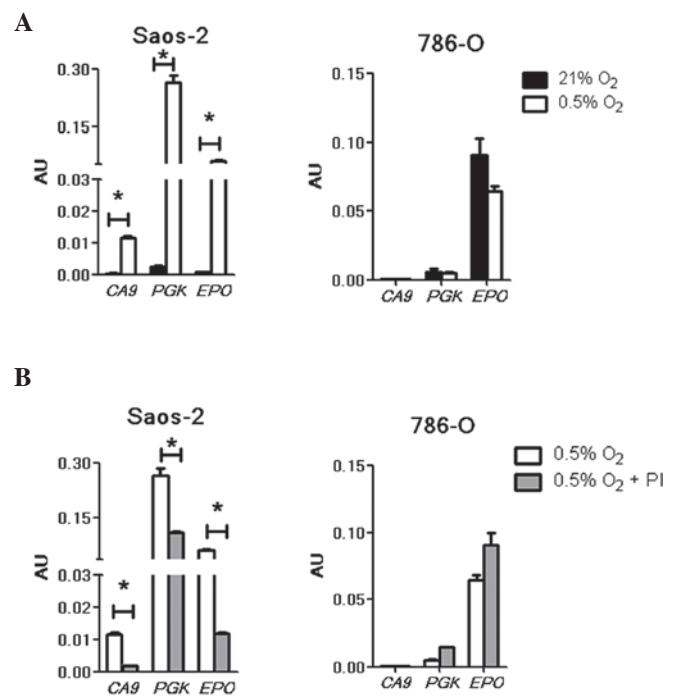 A
Saos-2
786-O
21% O2
0.5% O2
AU
0.30
0.15
0.03
0.02
0.01
0.00
*
*
*
CA9 PGK EPO
AU
0.15
0.10
0.05
0.00
CA9 PGK EPO
B
Saos-2
786-O
0.5% O2
0.5% O2 + PI
AU
0.30
0.15
0.03
0.02
0.01
0.00
*
*
*
CA9 PGK EPO
AU
0.15
0.10
0.05
0.00
CA9 PGK EPO